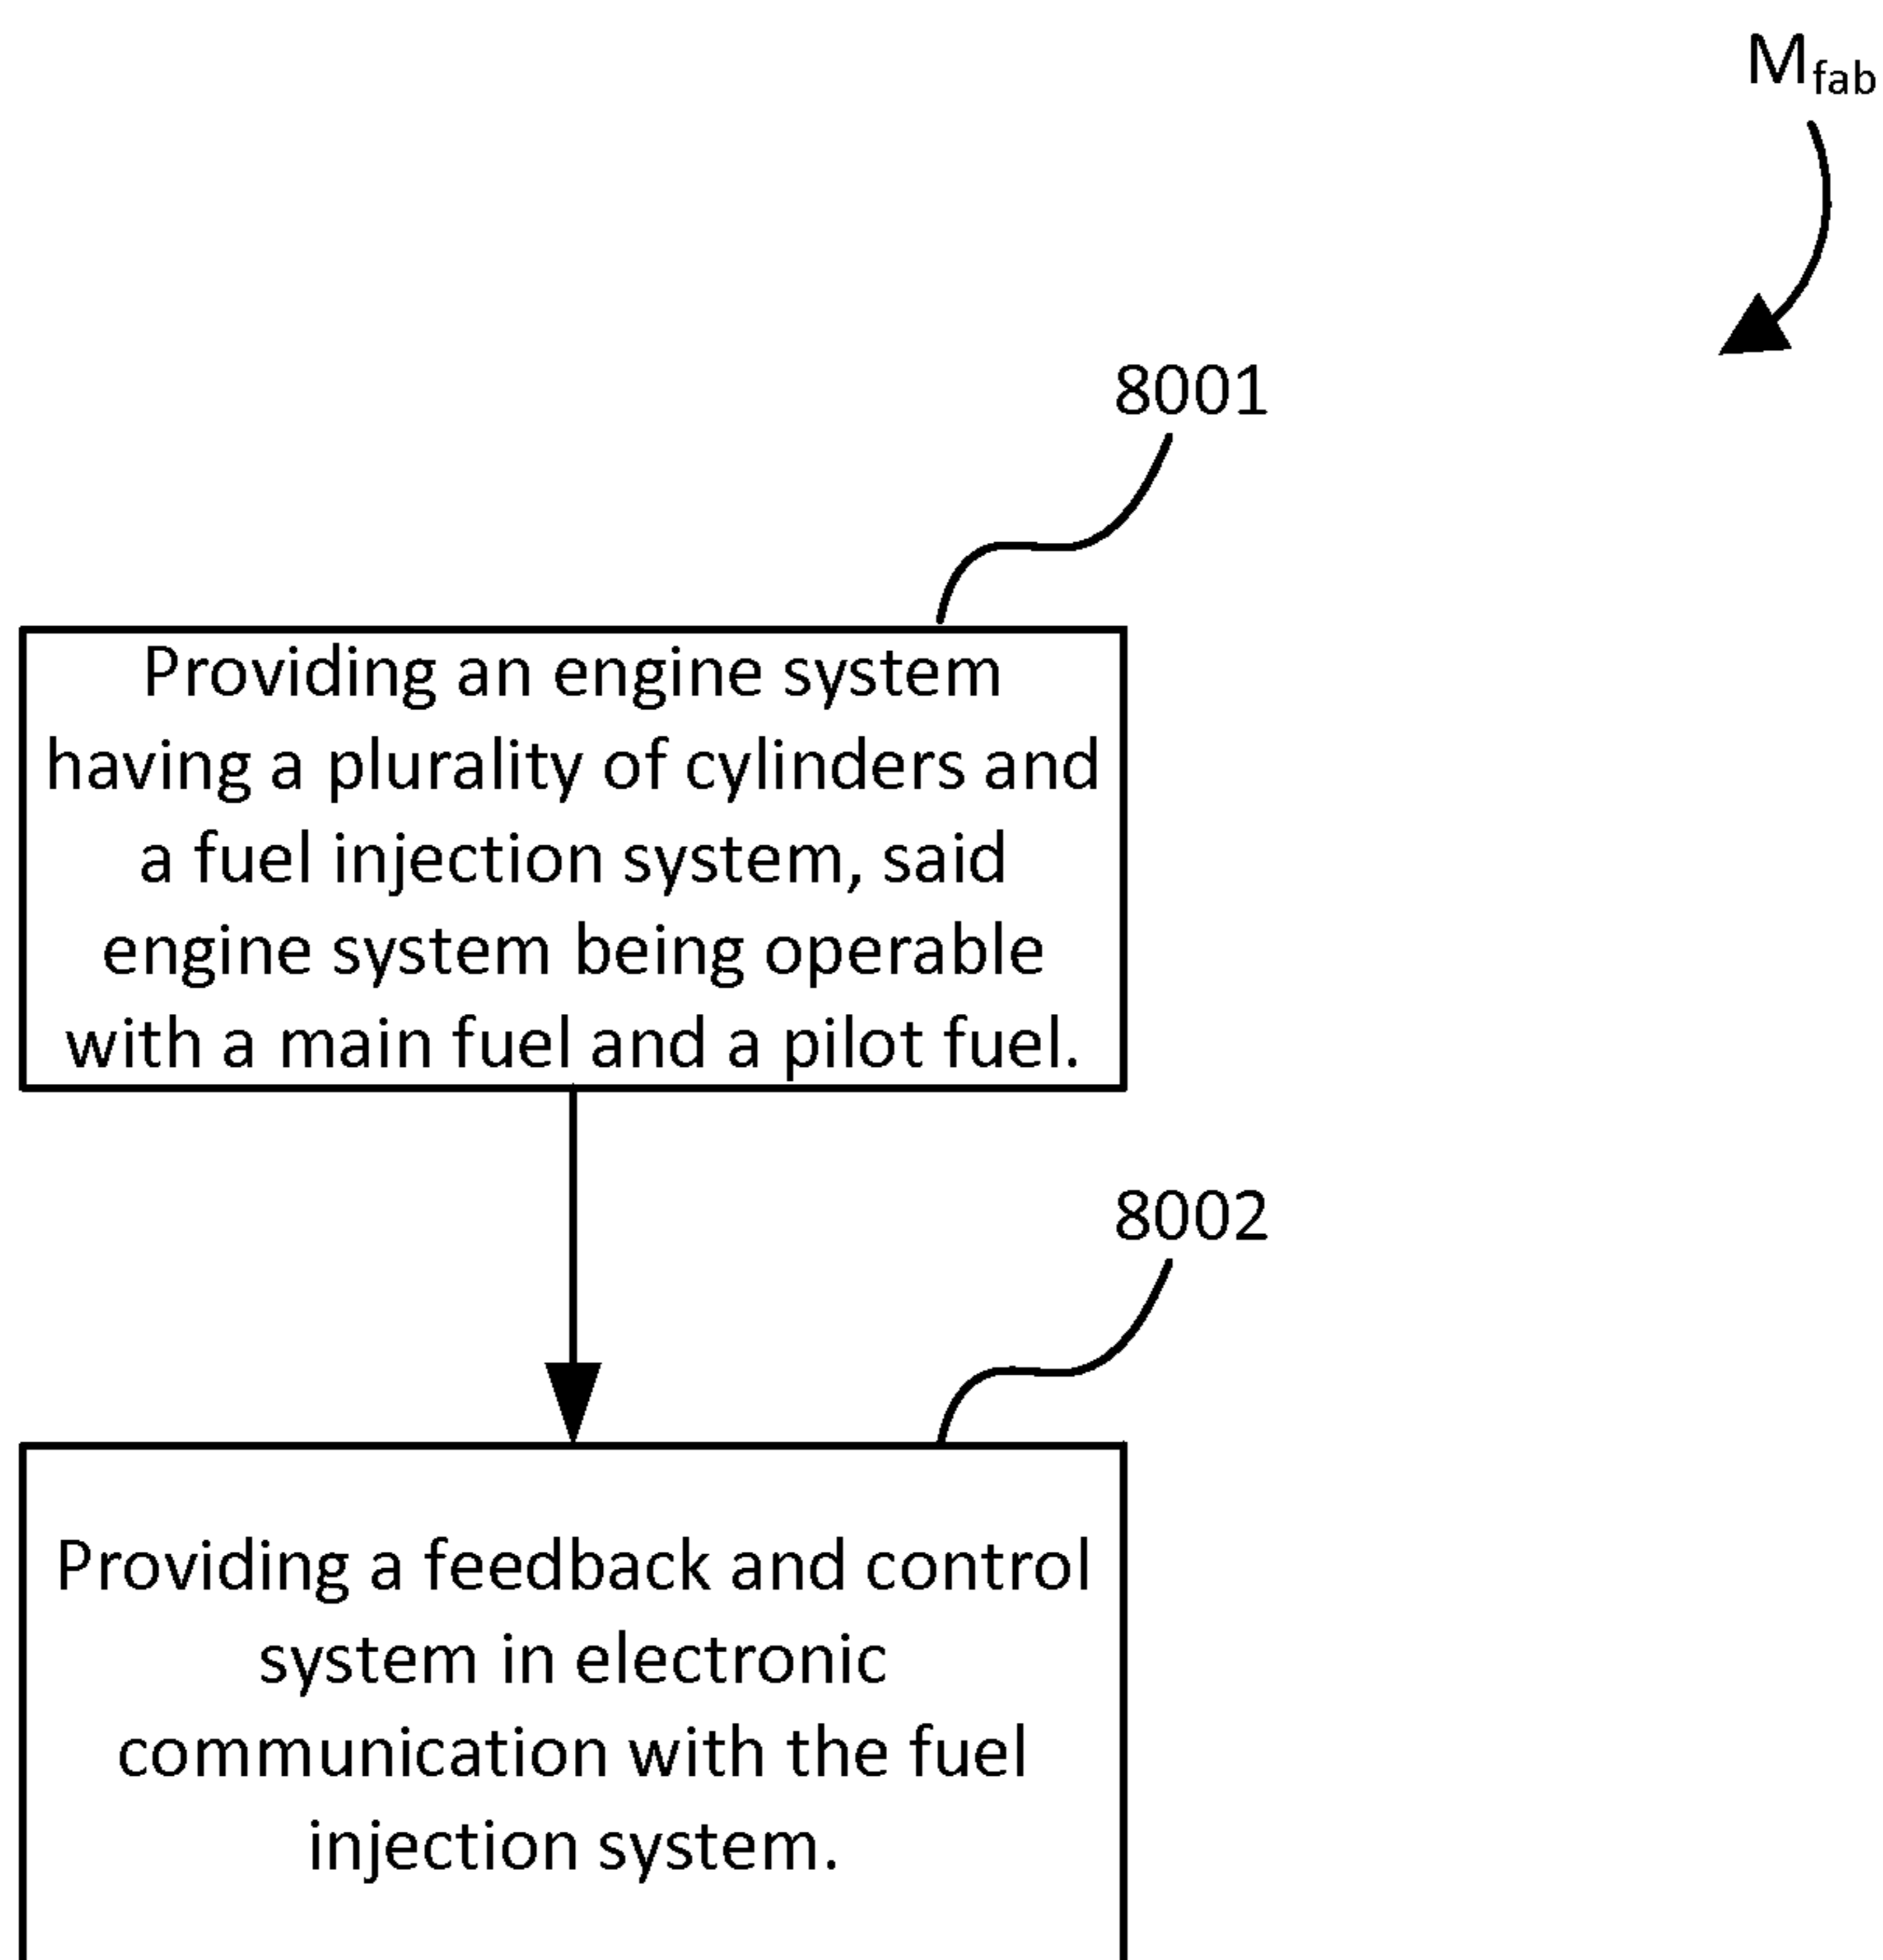 M_fab
8001
Providing an engine system
having a plurality of cylinders and
a fuel injection system, said
engine system being operable
with a main fuel and a pilot fuel.
8002
Providing a feedback and control
system in electronic
communication with the fuel
injection system.